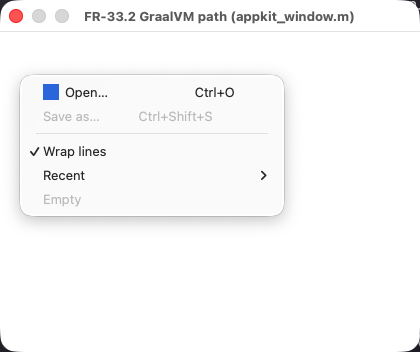 FR-33.2 GraalVM path (appkit_window.m)
Open... Ctrl+O
Save as... Ctrl+Shift+S
Wrap lines
Recent
Empty